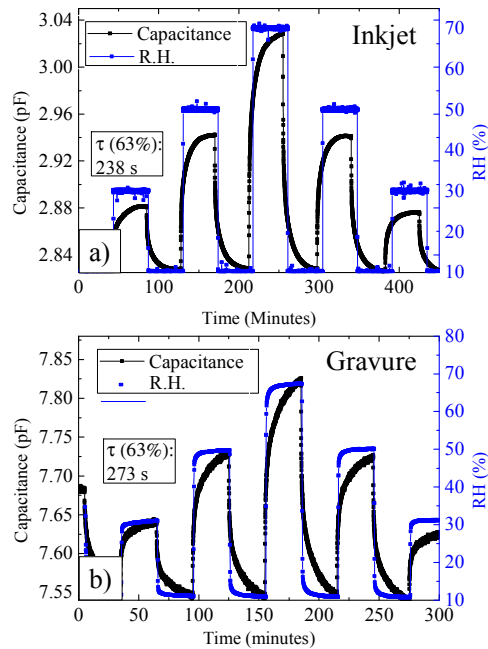 Inkjet
Capacitance
R.H.
τ (63%):
238 s
a)
Capacitance (pF)
3.04
3.00
2.96
2.92
2.88
2.84
RH (%)
70
60
50
40
30
20
10
0 100 200 300 400
Time (Minutes)
Gravure
Capacitance
R.H.
τ (63%):
273 s
b)
Capacitance (pF)
7.85
7.80
7.75
7.70
7.65
7.60
7.55
RH (%)
80
70
60
50
40
30
20
10
0 50 100 150 200 250 300
Time (minutes)